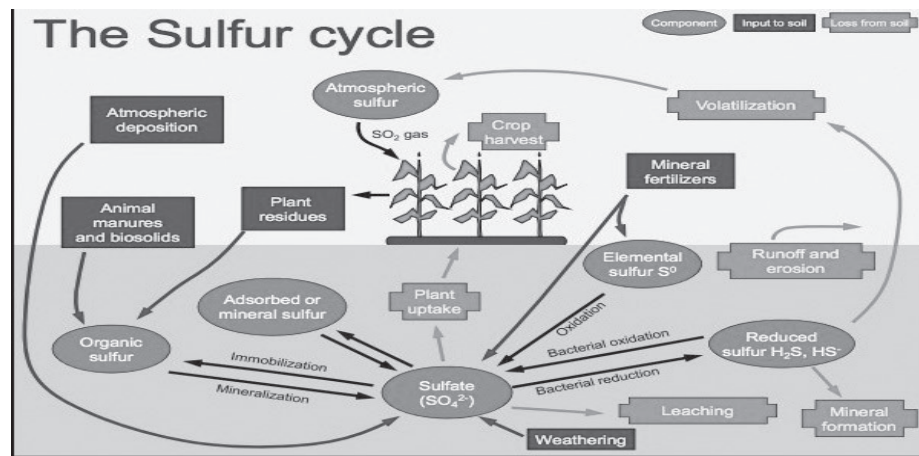 The Sulfur cycle
Component
Input to soil
Loss from soil
Atmospheric
deposition
Atmospheric
sulfur
SO₂ gas
Crop
harvest
Volatilization
Mineral
fertilizers
Animal
manures
and biosolids
Plant
residues
Elemental
sulfur S⁰
Runoff and
erosion
Adsorbed or
mineral sulfur
Plant
uptake
Oxidation
Organic
sulfur
Immobilization
Mineralization
Sulfate
(SO₄²⁻)
Bacterial oxidation
Bacterial reduction
Reduced
sulfur H₂S, HS⁻
Leaching
Mineral
formation
Weathering